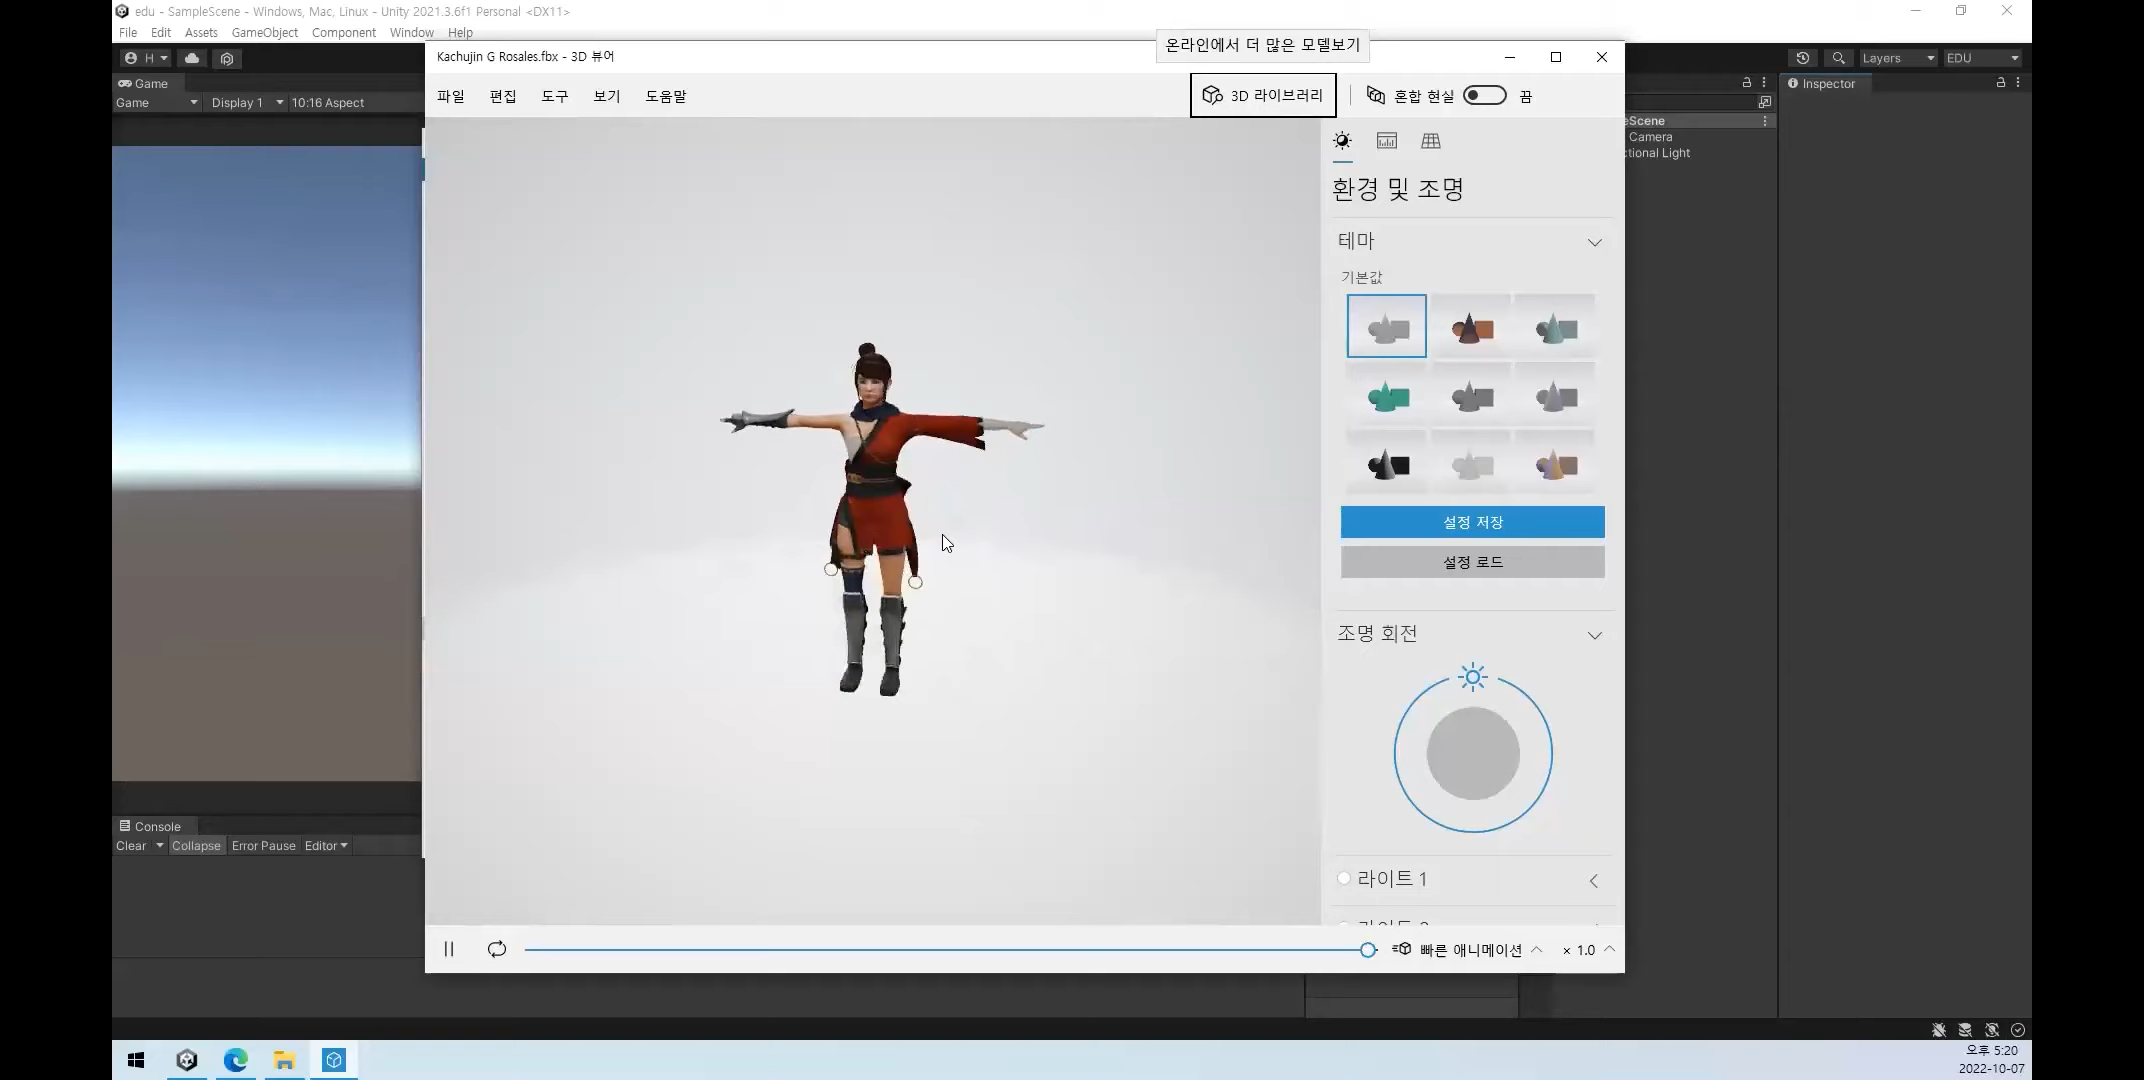 edu - SampleScene - Windows, Mac, Linux - Unity 2021.3.6f1 Personal <DX11>
File Edit Assets GameObject Component Window Help
H
Layers EDU
Game
Game Display 1 10:16 Aspect
온라인에서 더 많은 모델보기
Kachujin G Rosales.fbx - 3D 뷰어
파일 편집 도구 보기 도움말
3D 라이브러리
혼합 현실 끔
환경 및 조명
테마
기본값
설정 저장
설정 로드
조명 회전
라이트 1
빠른 애니메이션 × 1.0
eScene
Camera
ctional Light
Inspector
Console
Clear Collapse Error Pause Editor
오후 5:20
2022-10-07